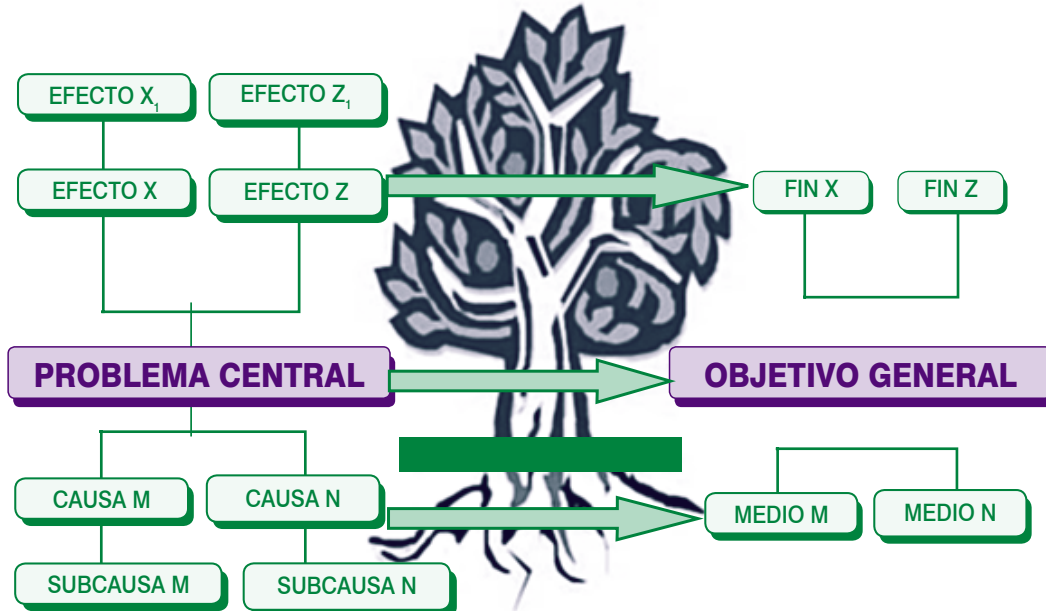 EFECTO X₁
EFECTO Z₁
EFECTO X
EFECTO Z
FIN X
FIN Z
PROBLEMA CENTRAL
OBJETIVO GENERAL
CAUSA M
CAUSA N
MEDIO M
MEDIO N
SUBCAUSA M
SUBCAUSA N